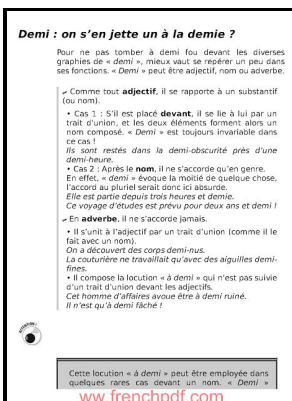 Demi : on s’en jette un à la demie ?
Pour ne pas tomber à demi fou devant les diverses
graphies de « demi », mieux vaut se repérer un peu dans
ses fonctions. « Demi » peut être adjectif, nom ou adverbe.
Comme tout adjectif, il se rapporte à un substantif
(ou nom).
• Cas 1 : S’il est placé devant, il se lie à lui par un
trait d’union, et les deux éléments forment alors un
nom composé. « Demi » est toujours invariable dans
ce cas !
Ils sont restés dans la demi-obscurité près d’une
demi-heure.
• Cas 2 : Après le nom, il ne s’accorde qu’en genre.
En effet, « demi » évoque la moitié de quelque chose,
l’accord au pluriel serait donc ici absurde.
Elle est partie depuis trois heures et demie.
Ce voyage d’études est prévu pour deux ans et demi !
En adverbe, il ne s’accorde jamais.
• Il s’unit à l’adjectif par un trait d’union (comme il le
fait avec un nom).
On a découvert des corps demi-nus.
La couturière ne travaillait qu’avec des aiguilles demi-
fines.
• Il compose la locution « à demi » qui n’est pas suivie
d’un trait d’union devant les adjectifs.
Cet homme d’affaires avoue être à demi ruiné.
Il n’est qu’à demi fâché !
ATTENTION !
Cette locution « à demi » peut être employée dans
quelques rares cas devant un nom. « Demi »
ww.frenchpdf.com